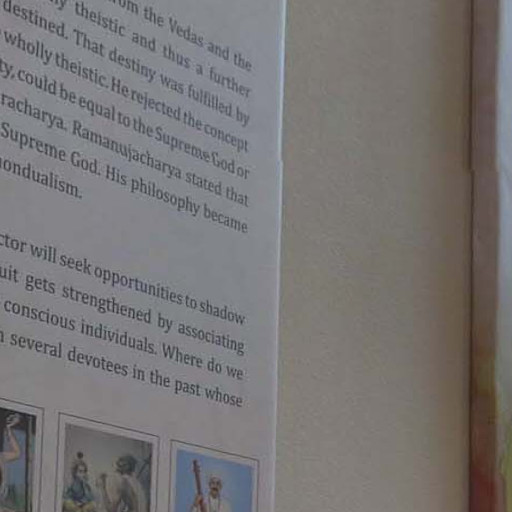 from the Vedas and the
theistic and thus a further
destined. That destiny was fulfilled by
wholly theistic. He rejected the concept
ty, could be equal to the Supreme God or
racharya. Ramanujacharya stated that
Supreme God. His philosophy became
nondualism.
ctor will seek opportunities to shadow
uit gets strengthened by associating
conscious individuals. Where do we
several devotees in the past whose